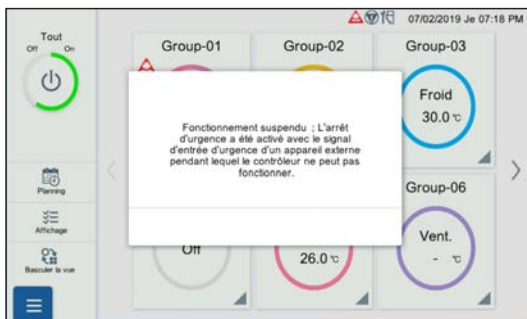 07/02/2019 Je 07:18 PM
Tout
Off On
Group-01
Group-02
Group-03
Froid
30.0 °C
Fonctionnement suspendu ; L'arrêt
d'urgence a été activé avec le signal
d'entrée d'urgence d'un appareil externe
pendant lequel le contrôleur ne peut pas
fonctionner.
Planning
Affichage
Basculer la vue
Group-06
Off
26.0 °C
Vent.
- °C